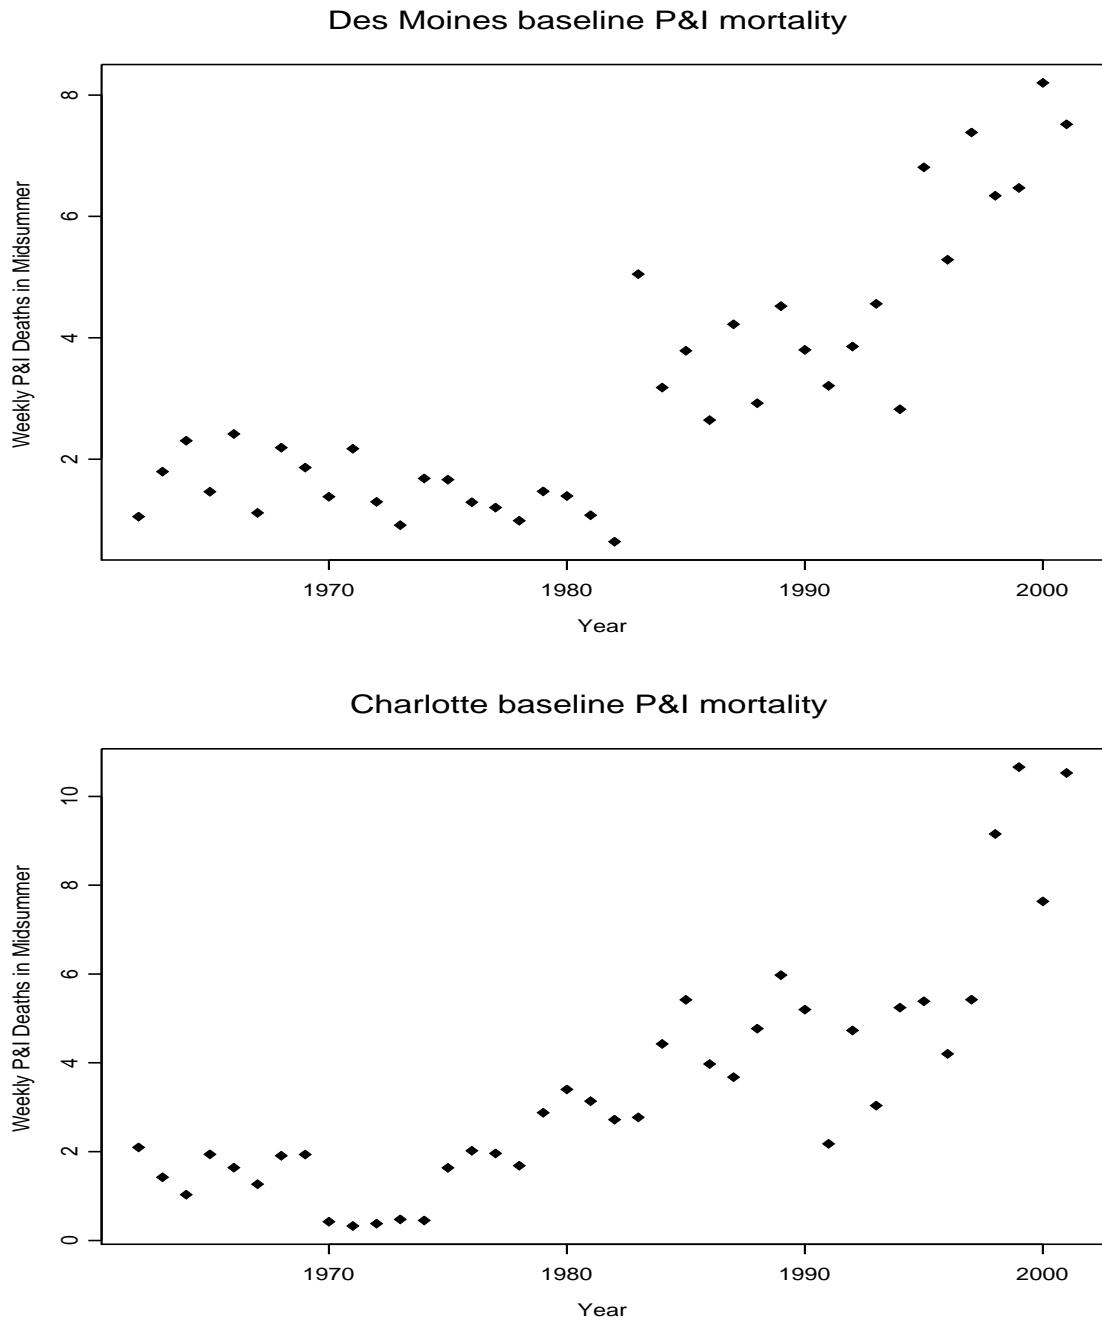 Des Moines baseline P&I mortality
Weekly P&I Deaths in Midsummer
8
6
4
2
1970 1980 1990 2000
Year
Charlotte baseline P&I mortality
Weekly P&I Deaths in Midsummer
10
8
6
4
2
0
1970 1980 1990 2000
Year